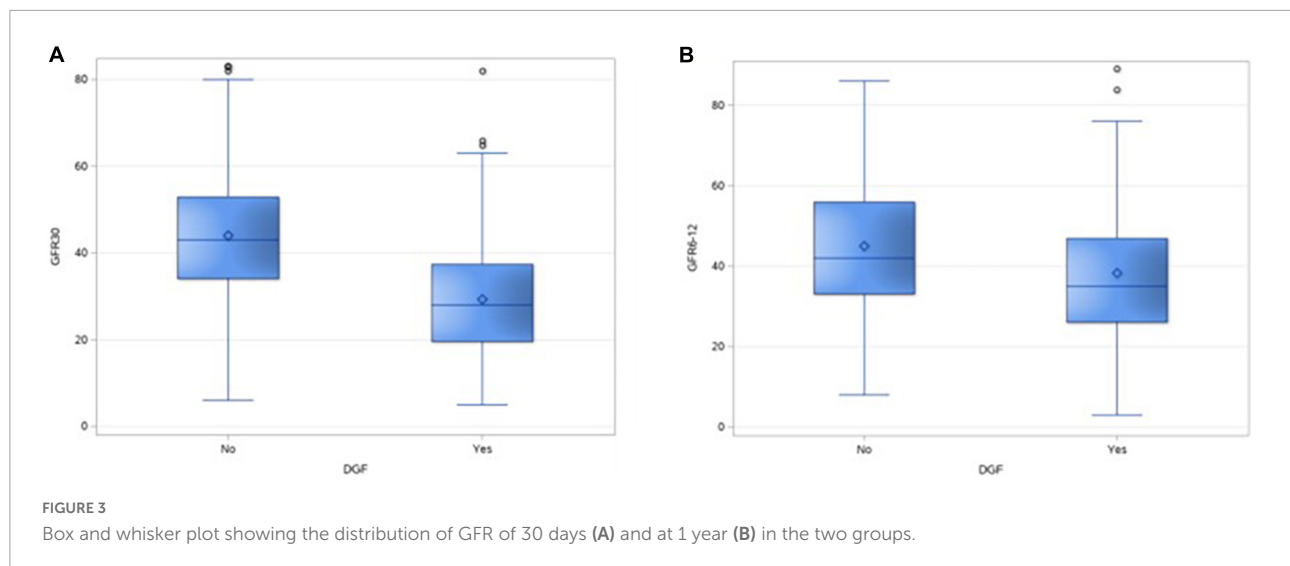 A
80
60
40
20
0
GFR30
No
Yes
DGF
B
80
60
40
20
0
GFR6-12
No
Yes
DGF
FIGURE 3
Box and whisker plot showing the distribution of GFR of 30 days (A) and at 1 year (B) in the two groups.